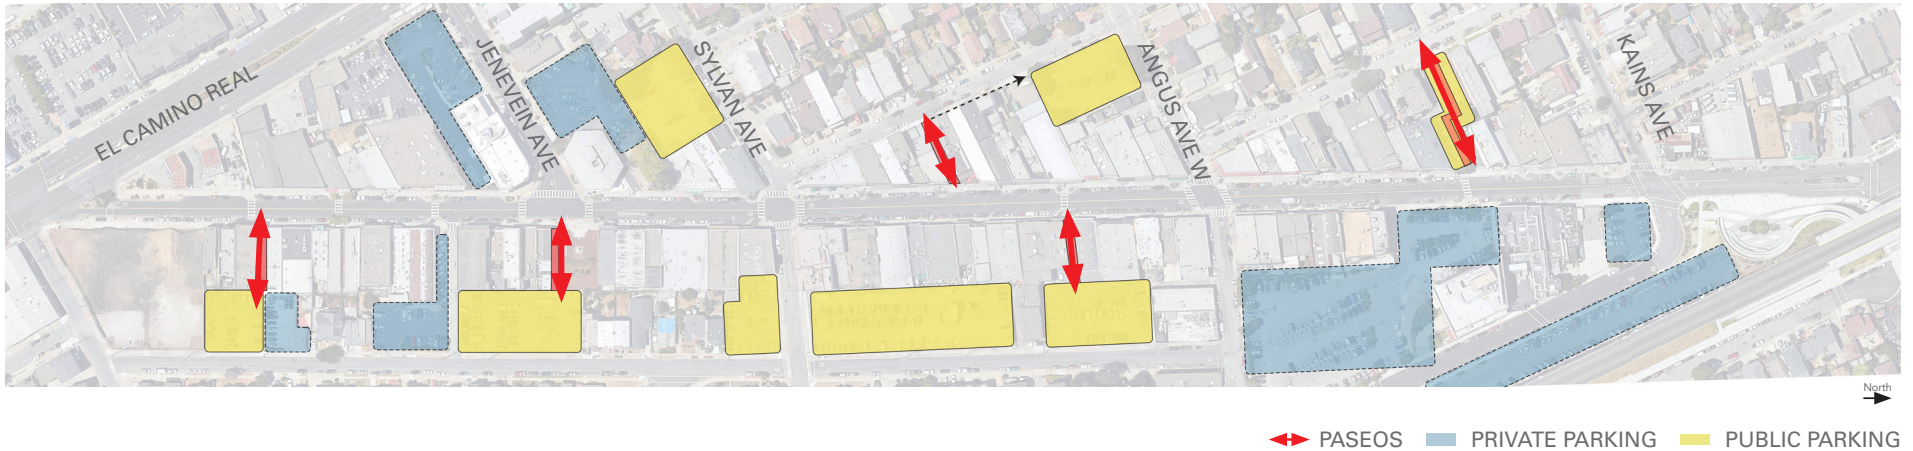 EL CAMINO REAL
JENEVEIN AVE
SYLVAN AVE
ANGUS AVE W
KAINS AVE
North
PASEOS
PRIVATE PARKING
PUBLIC PARKING